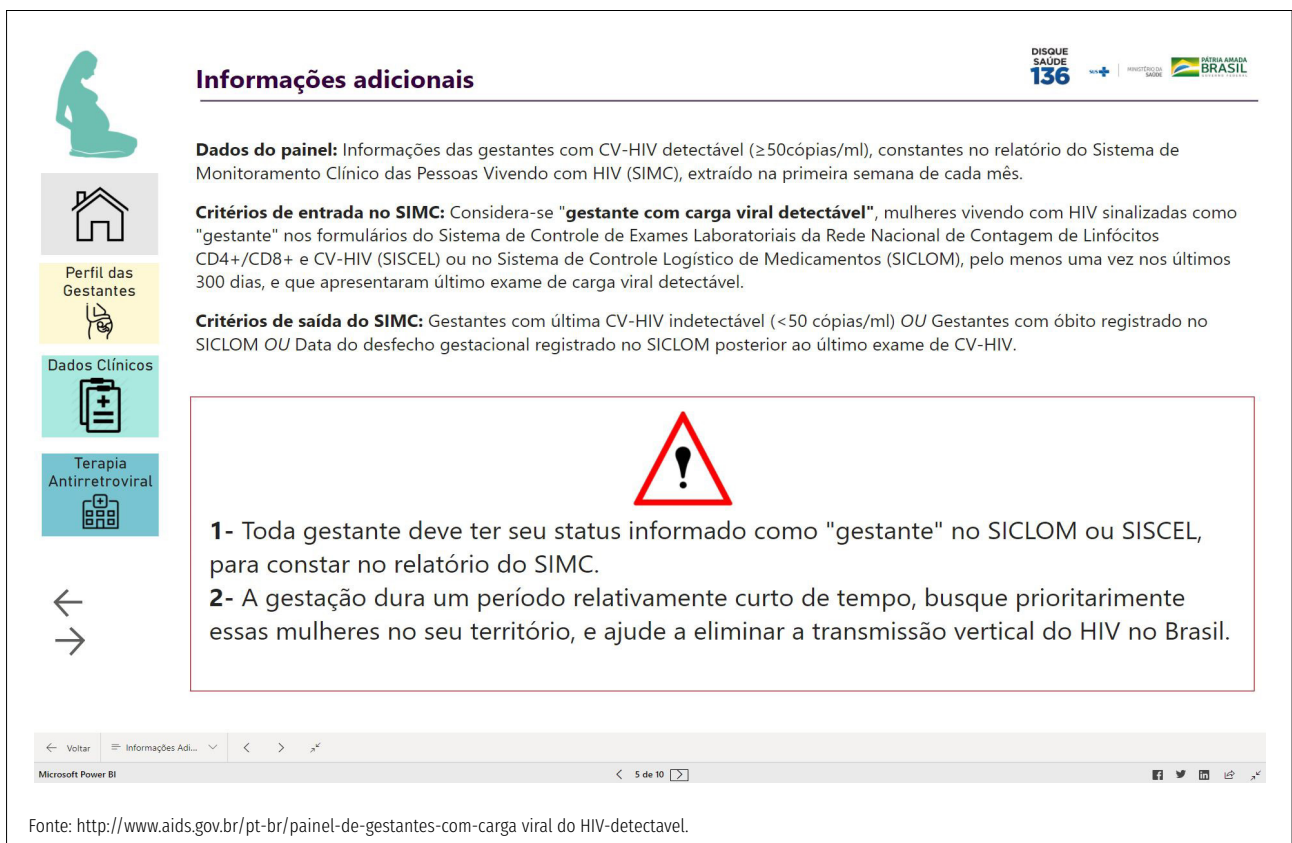 Informações adicionais
DISQUE
SAÚDE
136
SUS
MINISTÉRIO DA
SAÚDE
PÁTRIA AMADA
BRASIL
GOVERNO FEDERAL
Dados do painel: Informações das gestantes com CV-HIV detectável (≥50cópias/ml), constantes no relatório do Sistema de
Monitoramento Clínico das Pessoas Vivendo com HIV (SIMC), extraído na primeira semana de cada mês.
Critérios de entrada no SIMC: Considera-se "gestante com carga viral detectável", mulheres vivendo com HIV sinalizadas como
"gestante" nos formulários do Sistema de Controle de Exames Laboratoriais da Rede Nacional de Contagem de Linfócitos
CD4+/CD8+ e CV-HIV (SISCEL) ou no Sistema de Controle Logístico de Medicamentos (SICLOM), pelo menos uma vez nos últimos
300 dias, e que apresentaram último exame de carga viral detectável.
Critérios de saída do SIMC: Gestantes com última CV-HIV indetectável (<50 cópias/ml) OU Gestantes com óbito registrado no
SICLOM OU Data do desfecho gestacional registrado no SICLOM posterior ao último exame de CV-HIV.
Perfil das
Gestantes
Dados Clínicos
Terapia
Antirretroviral
1- Toda gestante deve ter seu status informado como "gestante" no SICLOM ou SISCEL,
para constar no relatório do SIMC.
2- A gestação dura um período relativamente curto de tempo, busque prioritarimente
essas mulheres no seu território, e ajude a eliminar a transmissão vertical do HIV no Brasil.
Voltar
Informações Adi...
Microsoft Power BI
5 de 10
Fonte: http://www.aids.gov.br/pt-br/painel-de-gestantes-com-carga viral do HIV-detectavel.